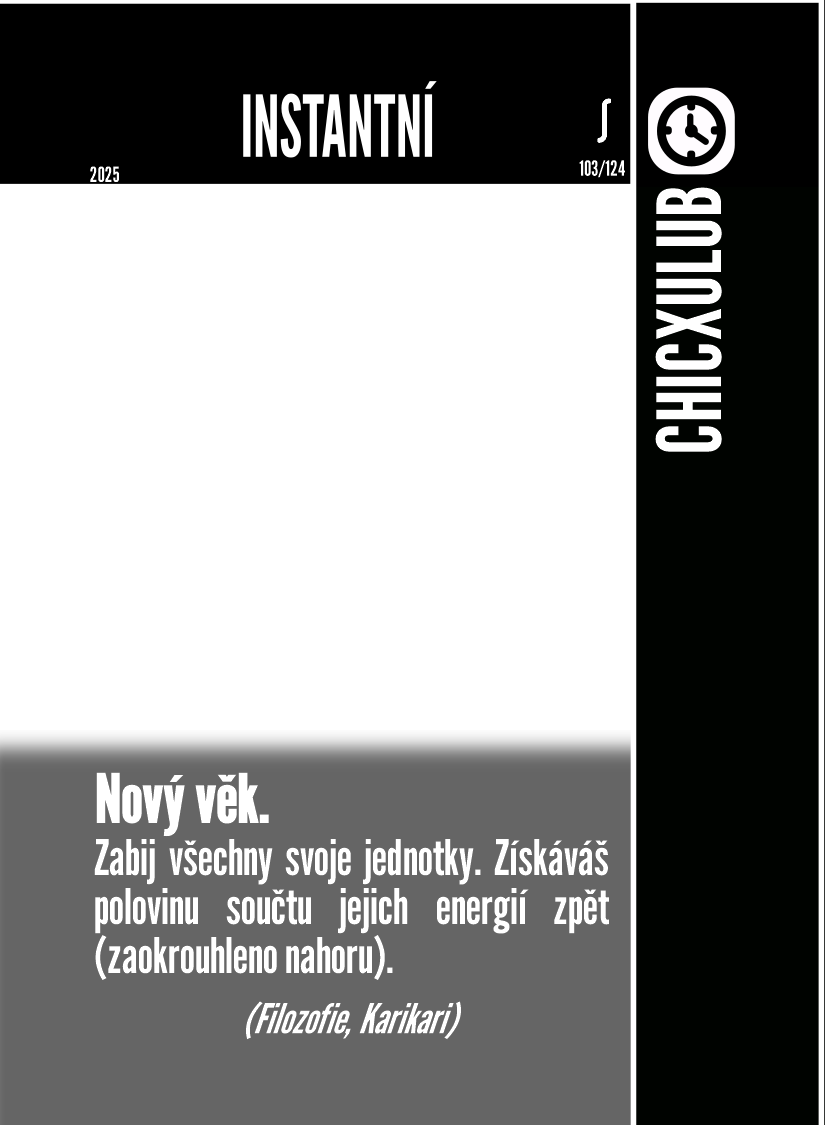 INSTANTNÍ
∫
2025
103/124
CHICXULUB
Nový věk.
Zabij všechny svoje jednotky. Získáváš
polovinu součtu jejich energií zpět
(zaokrouhleno nahoru).
(Filozofie, Karikari)